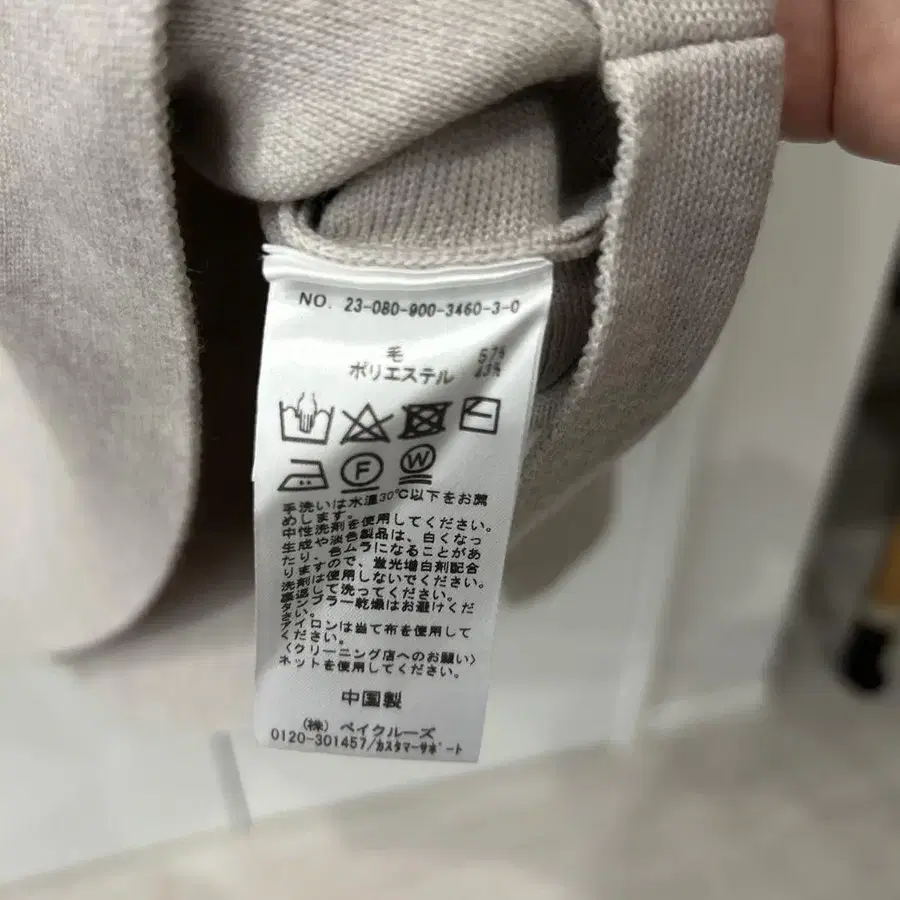 NO. 23-080-900-3460-3-0
毛 57%
ポリエステル 43%
F
W
手洗いは水温30℃以下をお薦
めします。
中性洗剤を使用してください。
生成や淡色製品は、白くなっ
たり、色ムラになることがあ
りますので、蛍光増白剤配合
洗剤は使用しないでください。
裏返して洗ってください。
タンブラー乾燥はお避けくだ
さい。
アイロンは当て布を使用して
ください。
〈クリーニング店へのお願い〉
ネットを使用してください。
中国製
(株) ベイクルーズ
0120-301457/カスタマーサポート